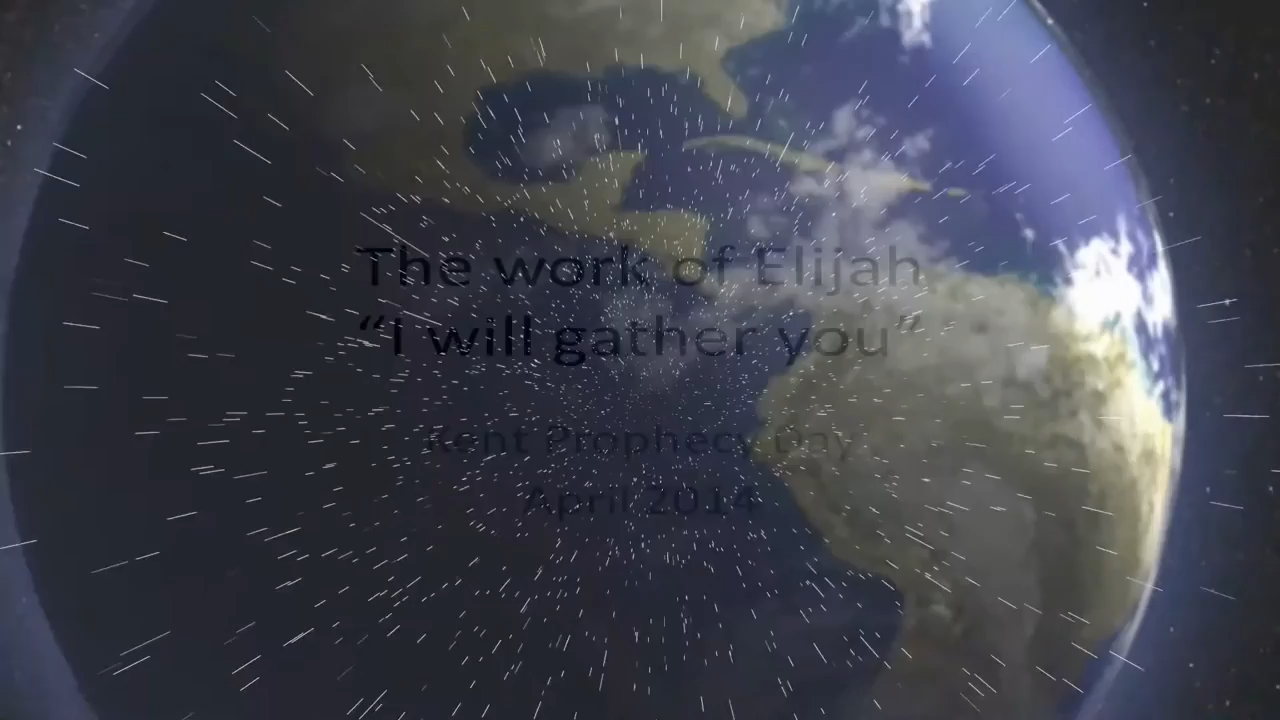 The work of Elijah
“I will gather you”
Kent Prophecy Day
April 2014